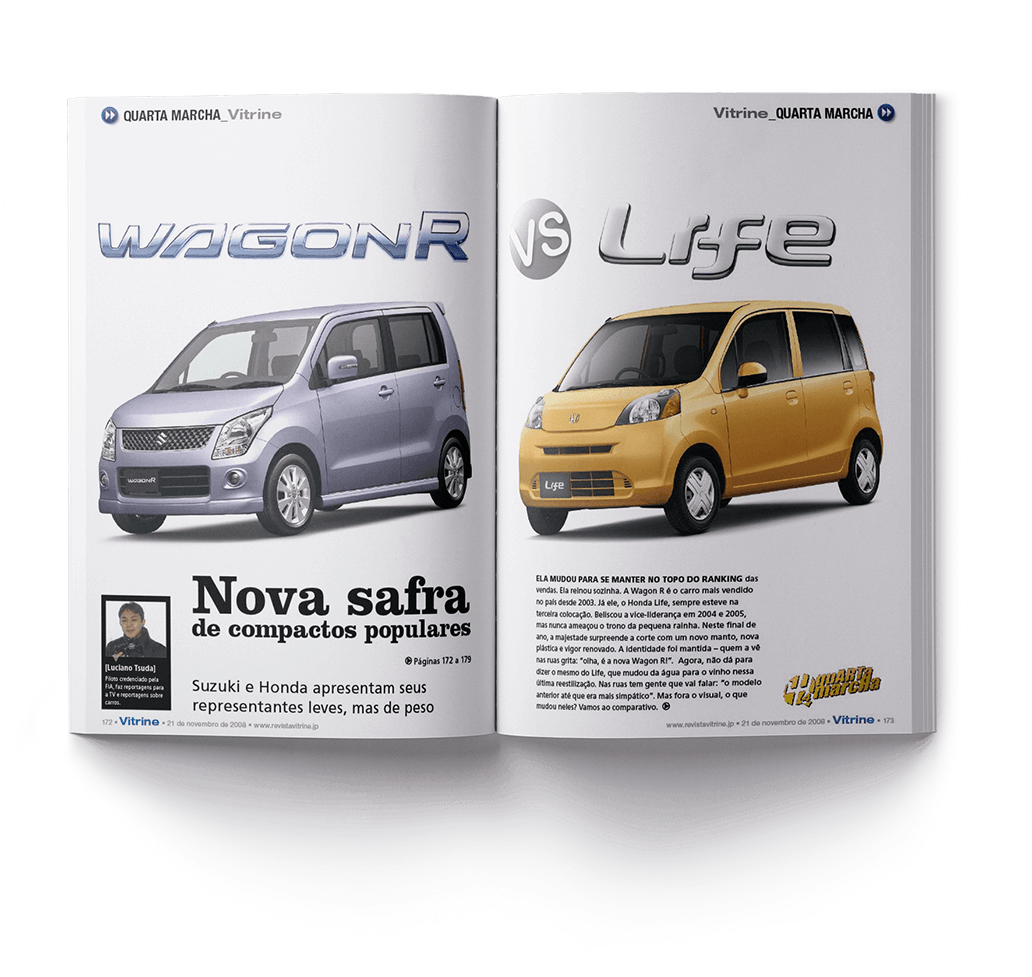 QUARTA MARCHA_Vitrine
WAGONR
WAGONR
Nova safra
de compactos populares
Páginas 172 a 179
[Luciano Tsuda]
Piloto credenciado pela
FIA, faz reportagens para
a TV e reportagens sobre
carros.
Suzuki e Honda apresentam seus
representantes leves, mas de peso
172 • Vitrine • 21 de novembro de 2008 • www.revistavitrine.jp
Vitrine_QUARTA MARCHA
VS
Life
Life
ELA MUDOU PARA SE MANTER NO TOPO DO RANKING das
vendas. Ela reinou sozinha. A Wagon R é o carro mais vendido
no país desde 2003. Já ele, o Honda Life, sempre esteve na
terceira colocação. Beliscou a vice-liderança em 2004 e 2005,
mas nunca ameaçou o trono da pequena rainha. Neste final de
ano, a majestade surpreende a corte com um novo manto, nova
plástica e vigor renovado. A identidade foi mantida – quem a vê
nas ruas grita: "olha, é a nova Wagon R!". Agora, não dá para
dizer o mesmo do Life, que mudou da água para o vinho nessa
última reestilização. Nas ruas tem gente que vai falar: "o modelo
anterior até que era mais simpático". Mas fora o visual, o que
mudou neles? Vamos ao comparativo.
QUARTA
marcha
www.revistavitrine.jp • 21 de novembro de 2008 • Vitrine • 173